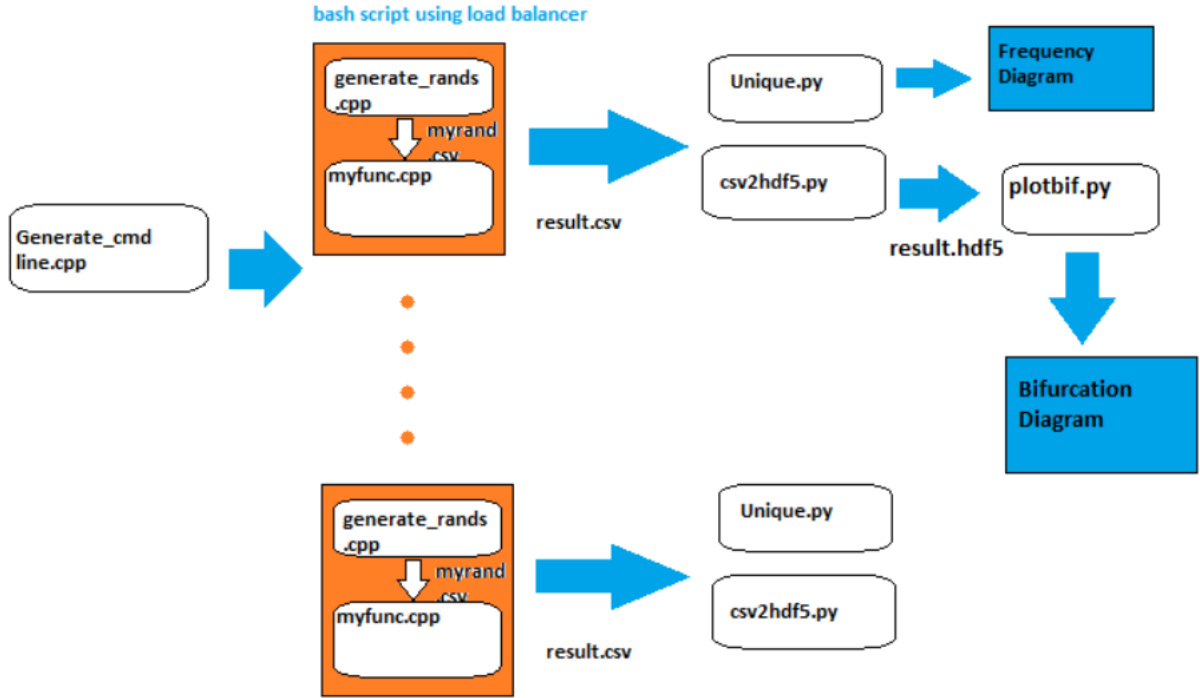 bash script using load balancer
generate_rands
.cpp
myrand
.csv
myfunc.cpp
Generate_cmd
line.cpp
result.csv
Unique.py
csv2hdf5.py
Frequency
Diagram
result.hdf5
plotbif.py
Bifurcation
Diagram
generate_rands
.cpp
myrand
.csv
myfunc.cpp
result.csv
Unique.py
csv2hdf5.py